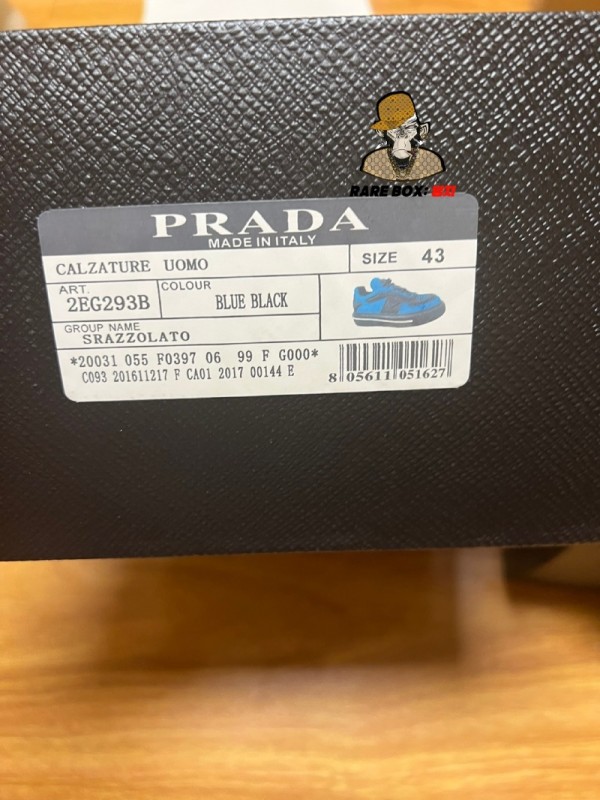 RARE BOX:
PRADA
MADE IN ITALY
CALZATURE UOMO
SIZE 43
ART.
2EG293B
COLOUR
BLUE BLACK
GROUP NAME
SRAZZOLATO
*20031 055 F0397 06 99 F G000*
C093 201611217 F CA01 2017 00144 E
8 05611 051627